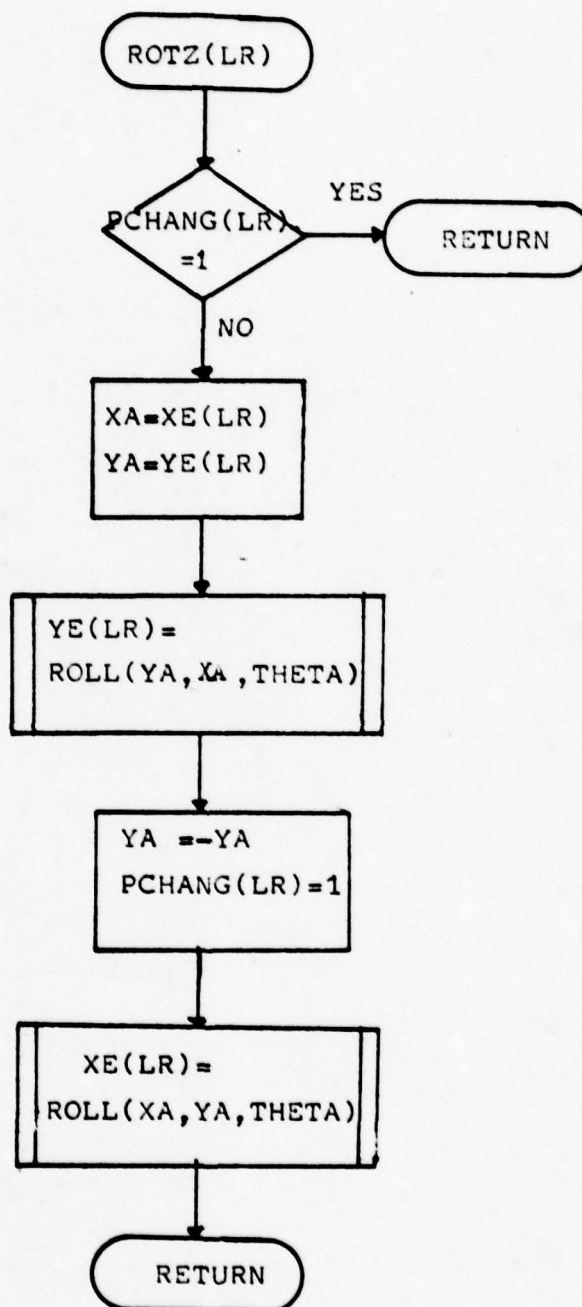 ROTZ(LR)
PCHANG(LR)
=1
YES
RETURN
NO
XA=XE(LR)
YA=YE(LR)
YE(LR)=
ROLL(YA,XA,THETA)
YA =-YA
PCHANG(LR)=1
XE(LR)=
ROLL(XA,YA,THETA)
RETURN